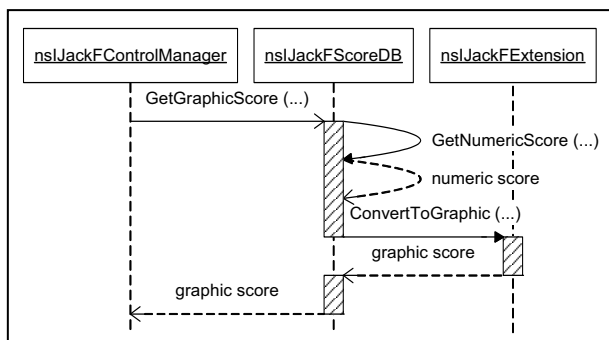 nsIJackFControlManager
nsIJackFScoreDB
nsIJackFExtension
GetGraphicScore (...)
GetNumericScore (...)
numeric score
ConvertToGraphic (...)
graphic score
graphic score